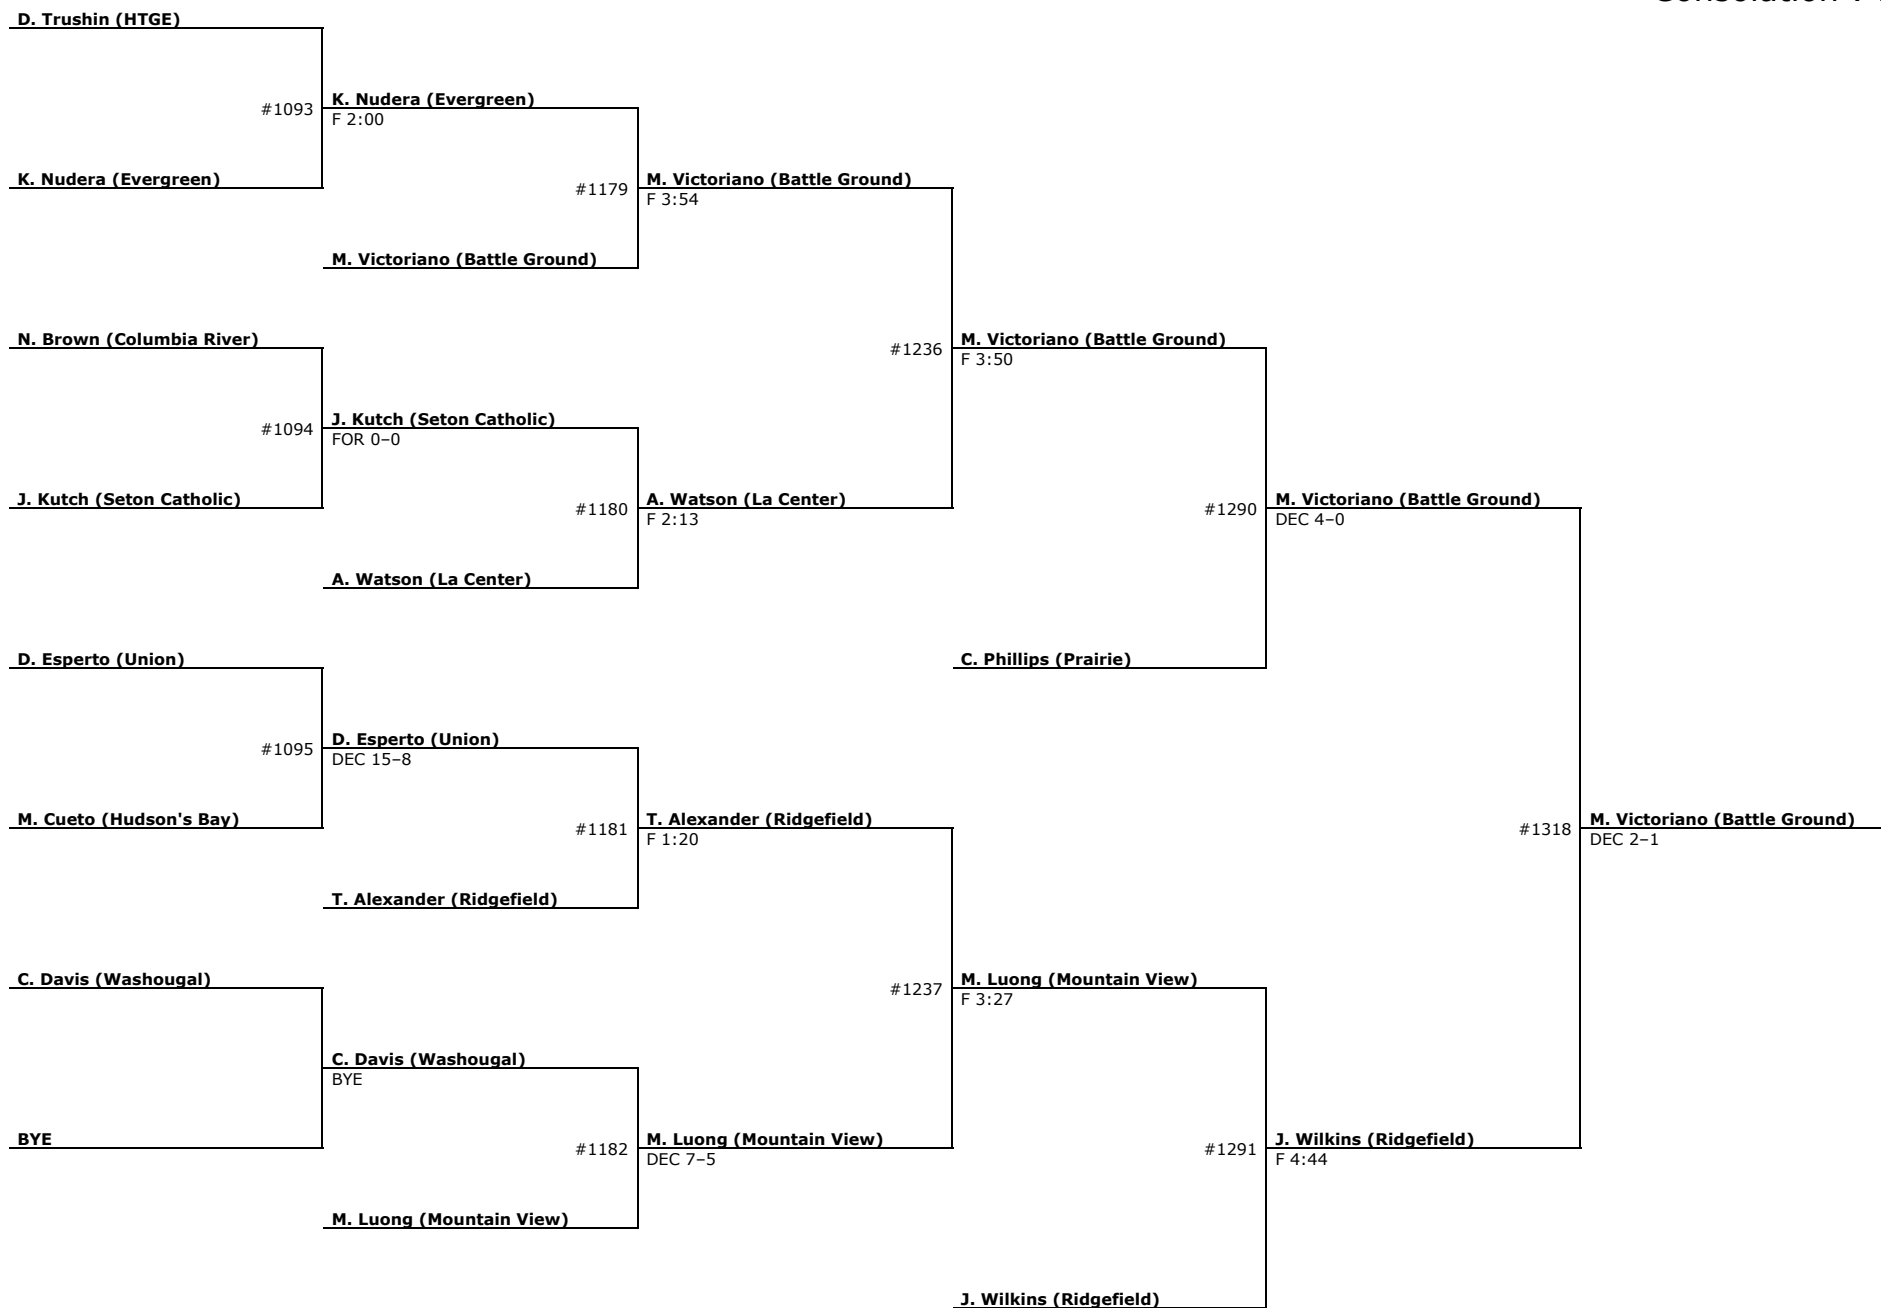 Consolation
D. Trushin (HTGE)
#1093
K. Nudera (Evergreen)
F 2:00
K. Nudera (Evergreen)
#1179
M. Victoriano (Battle Ground)
F 3:54
M. Victoriano (Battle Ground)
N. Brown (Columbia River)
#1236
M. Victoriano (Battle Ground)
F 3:50
#1094
J. Kutch (Seton Catholic)
FOR 0–0
J. Kutch (Seton Catholic)
#1180
A. Watson (La Center)
F 2:13
#1290
M. Victoriano (Battle Ground)
DEC 4–0
A. Watson (La Center)
D. Esperto (Union)
C. Phillips (Prairie)
#1095
D. Esperto (Union)
DEC 15–8
M. Cueto (Hudson's Bay)
#1181
T. Alexander (Ridgefield)
F 1:20
#1318
M. Victoriano (Battle Ground)
DEC 2–1
T. Alexander (Ridgefield)
C. Davis (Washougal)
#1237
M. Luong (Mountain View)
F 3:27
C. Davis (Washougal)
BYE
BYE
#1182
M. Luong (Mountain View)
DEC 7–5
#1291
J. Wilkins (Ridgefield)
F 4:44
M. Luong (Mountain View)
J. Wilkins (Ridgefield)